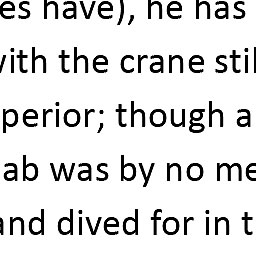 es have), he has
with the crane stil
perior; though a
ab was by no me
and dived for in t